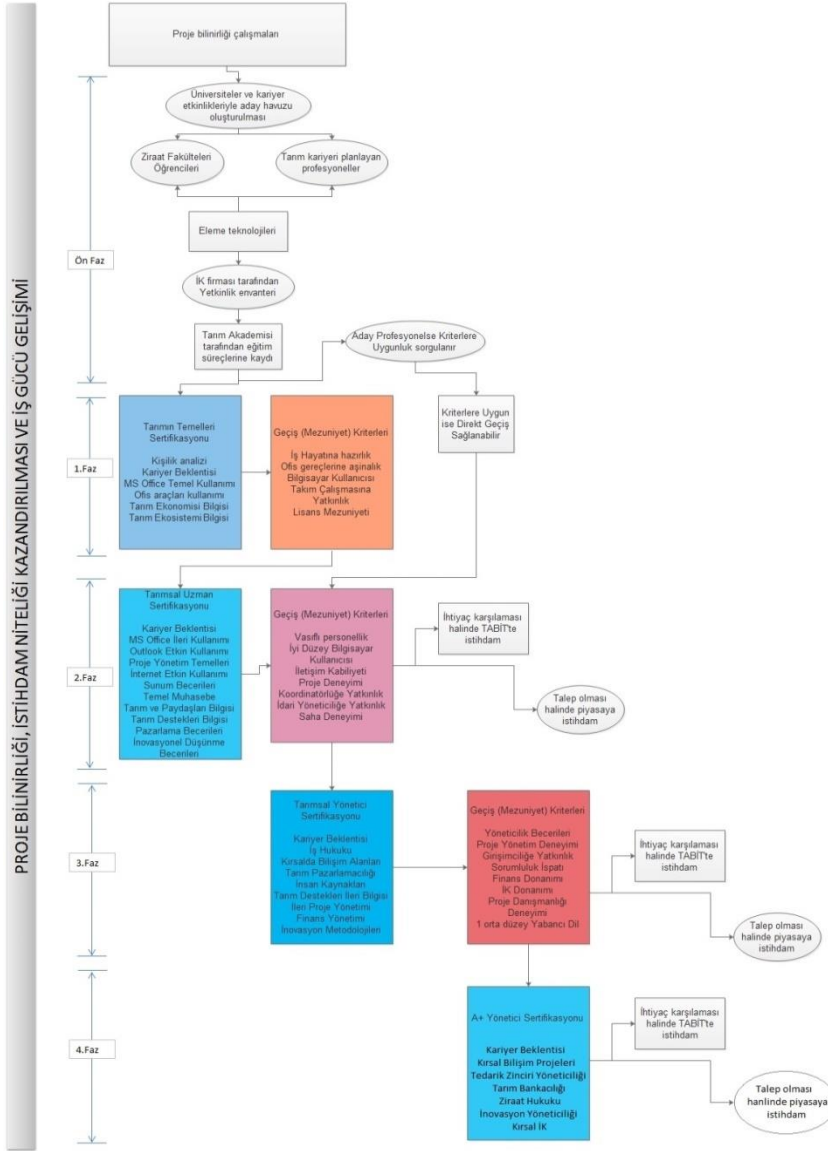 PROJE BİLİNİRLİĞİ, İSTİHDAM NİTELİĞİ KAZANDIRILMASI VE İŞ GÜCÜ GELİŞİMİ
Proje bilinirliği çalışmaları
Üniversiteler ve kariyer
etkinlikleriyle aday havuzu
oluşturulması
Ziraat Fakülteleri
Öğrencileri
Tarım kariyeri planlayan
profesyoneller
Eleme teknolojileri
Ön Faz
İK firması tarafından
Yetkinlik envanteri
Tarım Akademisi
tarafından eğitim
süreçlerine kaydı
Aday Profesyonelse Kriterlere
Uygunluk sorgulanır
1.Faz
Tarımın Temelleri
Sertifikasyonu
Kişilik analizi
Kariyer Beklentisi
MS Office Temel Kullanımı
Ofis araçları kullanımı
Tarım Ekonomisi Bilgisi
Tarım Ekosistemi Bilgisi
Geçiş (Mezuniyet) Kriterleri
İş Hayatına hazırlık
Ofis gereçlerine aşinalık
Bilgisayar Kullanıcısı
Takım Çalışmasına
Yatkınlık
Lisans Mezuniyeti
Kriterlere Uygun
ise Direkt Geçiş
Sağlanabilir
2.Faz
Tarımsal Uzman
Sertifikasyonu
Kariyer Beklentisi
MS Office İleri Kullanımı
Outlook Etkin Kullanımı
Proje Yönetim Temelleri
İnternet Etkin Kullanımı
Sunum Becerileri
Temel Muhasebe
Tarım ve Paydaşları Bilgisi
Tarım Destekleri Bilgisi
Pazarlama Becerileri
İnovasyonel Düşünme
Becerileri
Geçiş (Mezuniyet) Kriterleri
Vasıflı personellik
İyi Düzey Bilgisayar
Kullanıcısı
İletişim Kabiliyeti
Proje Deneyimi
Koordinatörlüğe Yatkınlık
İdari Yöneticiliğe Yatkınlık
Saha Deneyimi
İhtiyaç karşılaması
halinde TABİT'te
istihdam
Talep olması
halinde piyasaya
istihdam
3.Faz
Tarımsal Yönetici
Sertifikasyonu
Kariyer Beklentisi
İş Hukuku
Kırsalda Bilişim Alanları
Tarım Pazarlamacılığı
İnsan Kaynakları
Tarım Destekleri İleri Bilgisi
İleri Proje Yönetimi
Finans Yönetimi
İnovasyon Metodolojileri
Geçiş (Mezuniyet) Kriterleri
Yöneticilik Becerileri
Proje Yönetim Deneyimi
Girişimciliğe Yatkınlık
Sorumluluk İspatı
Finans Donanımı
İK Donanımı
Proje Danışmanlığı
Deneyimi
1 orta düzey Yabancı Dil
İhtiyaç karşılaması
halinde TABİT'te
istihdam
Talep olması
halinde piyasaya
istihdam
4.Faz
A+ Yönetici Sertifikasyonu
Kariyer Beklentisi
Kırsal Bilişim Projeleri
Tedarik Zinciri Yöneticiliği
Tarım Bankacılığı
Ziraat Hukuku
İnovasyon Yöneticiliği
Kırsal İK
İhtiyaç karşılaması
halinde TABİT'te
istihdam
Talep olması
hanlinde piyasaya
istihdam